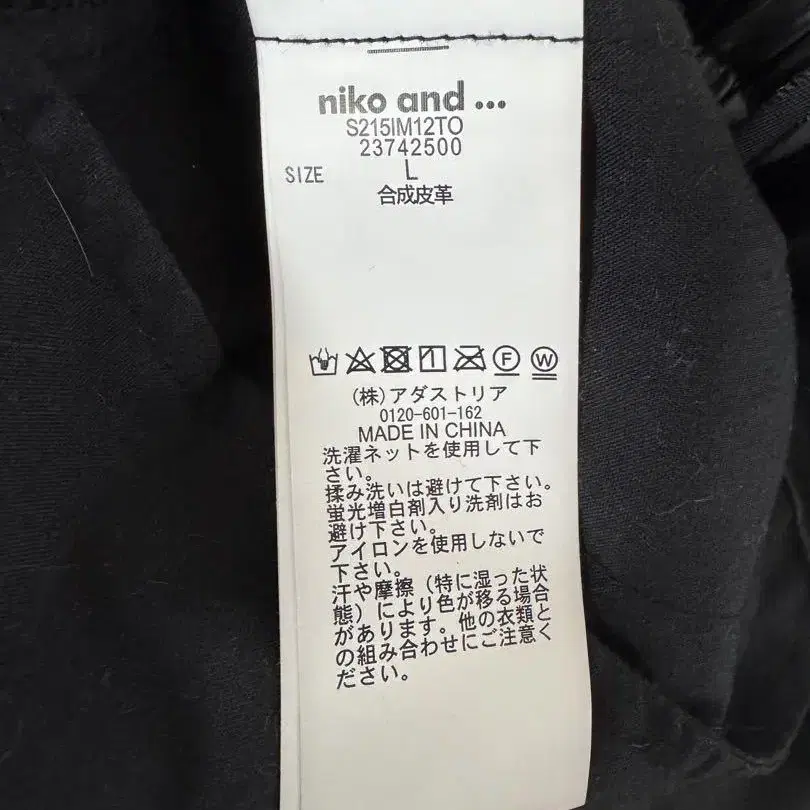 niko and ...
S215IM12TO
23742500
SIZE L
合成皮革
F W
(株)アダストリア
0120-601-162
MADE IN CHINA
洗濯ネットを使用して下
さい。
揉み洗いは避けて下さい。
蛍光増白剤入り洗剤はお
避け下さい。
アイロンを使用しないで
下さい。
汗や摩擦（特に湿った状
態）により色が移る場合
があります。他の衣類と
の組み合わせにご注意く
ださい。